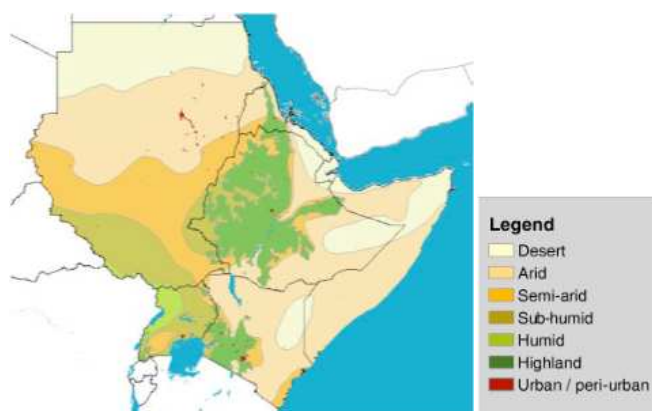 Legend
Desert
Arid
Semi-arid
Sub-humid
Humid
Highland
Urban / peri-urban